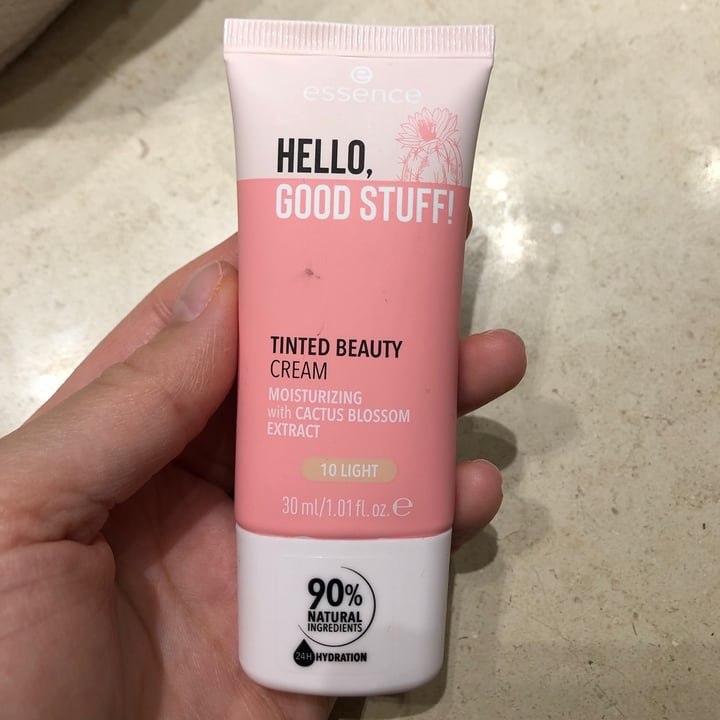 essence
HELLO,
GOOD STUFF!
TINTED BEAUTY
CREAM
MOISTURIZING
with CACTUS BLOSSOM
EXTRACT
10 LIGHT
30 ml/1.01 fl. oz. ℮
90%
NATURAL
INGREDIENTS
24H HYDRATION